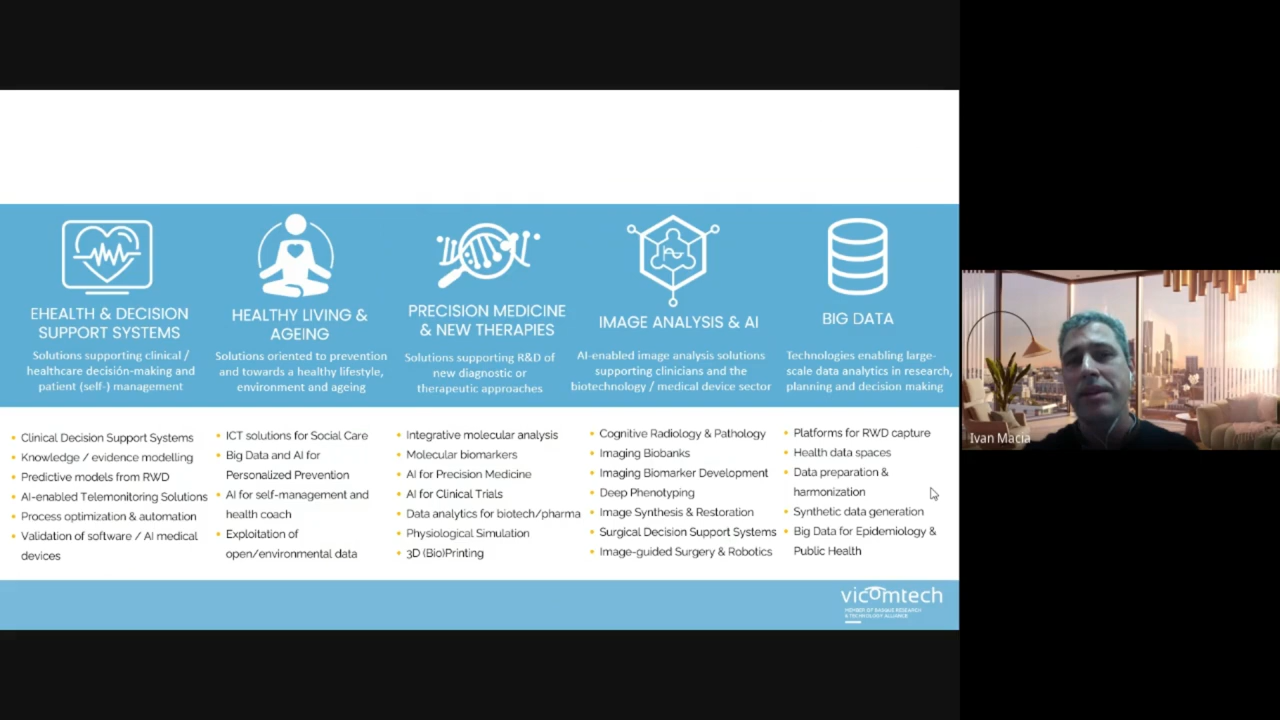 EHEALTH & DECISION
SUPPORT SYSTEMS
Solutions supporting clinical /
healthcare decisión-making and
patient (self-) management
Clinical Decision Support Systems
Knowledge / evidence modelling
Predictive models from RWD
AI-enabled Telemonitoring Solutions
Process optimization & automation
Validation of software / AI medical
devices
HEALTHY LIVING &
AGEING
Solutions oriented to prevention
and towards a healthy lifestyle,
environment and ageing
ICT solutions for Social Care
Big Data and AI for
Personalized Prevention
AI for self-management and
health coach
Exploitation of
open/environmental data
PRECISION MEDICINE
& NEW THERAPIES
Solutions supporting R&D of
new diagnostic or
therapeutic approaches
Integrative molecular analysis
Molecular biomarkers
AI for Precision Medicine
AI for Clinical Trials
Data analytics for biotech/pharma
Physiological Simulation
3D (Bio)Printing
IMAGE ANALYSIS & AI
AI-enabled image analysis solutions
supporting clinicians and the
biotechnology / medical device sector
Cognitive Radiology & Pathology
Imaging Biobanks
Imaging Biomarker Development
Deep Phenotyping
Image Synthesis & Restoration
Surgical Decision Support Systems
Image-guided Surgery & Robotics
BIG DATA
Technologies enabling large-
scale data analytics in research,
planning and decision making
Platforms for RWD capture
Health data spaces
Data preparation &
harmonization
Synthetic data generation
Big Data for Epidemiology &
Public Health
vicomtech
MEMBER OF BASQUE RESEARCH
& TECHNOLOGY ALLIANCE
Ivan Macia